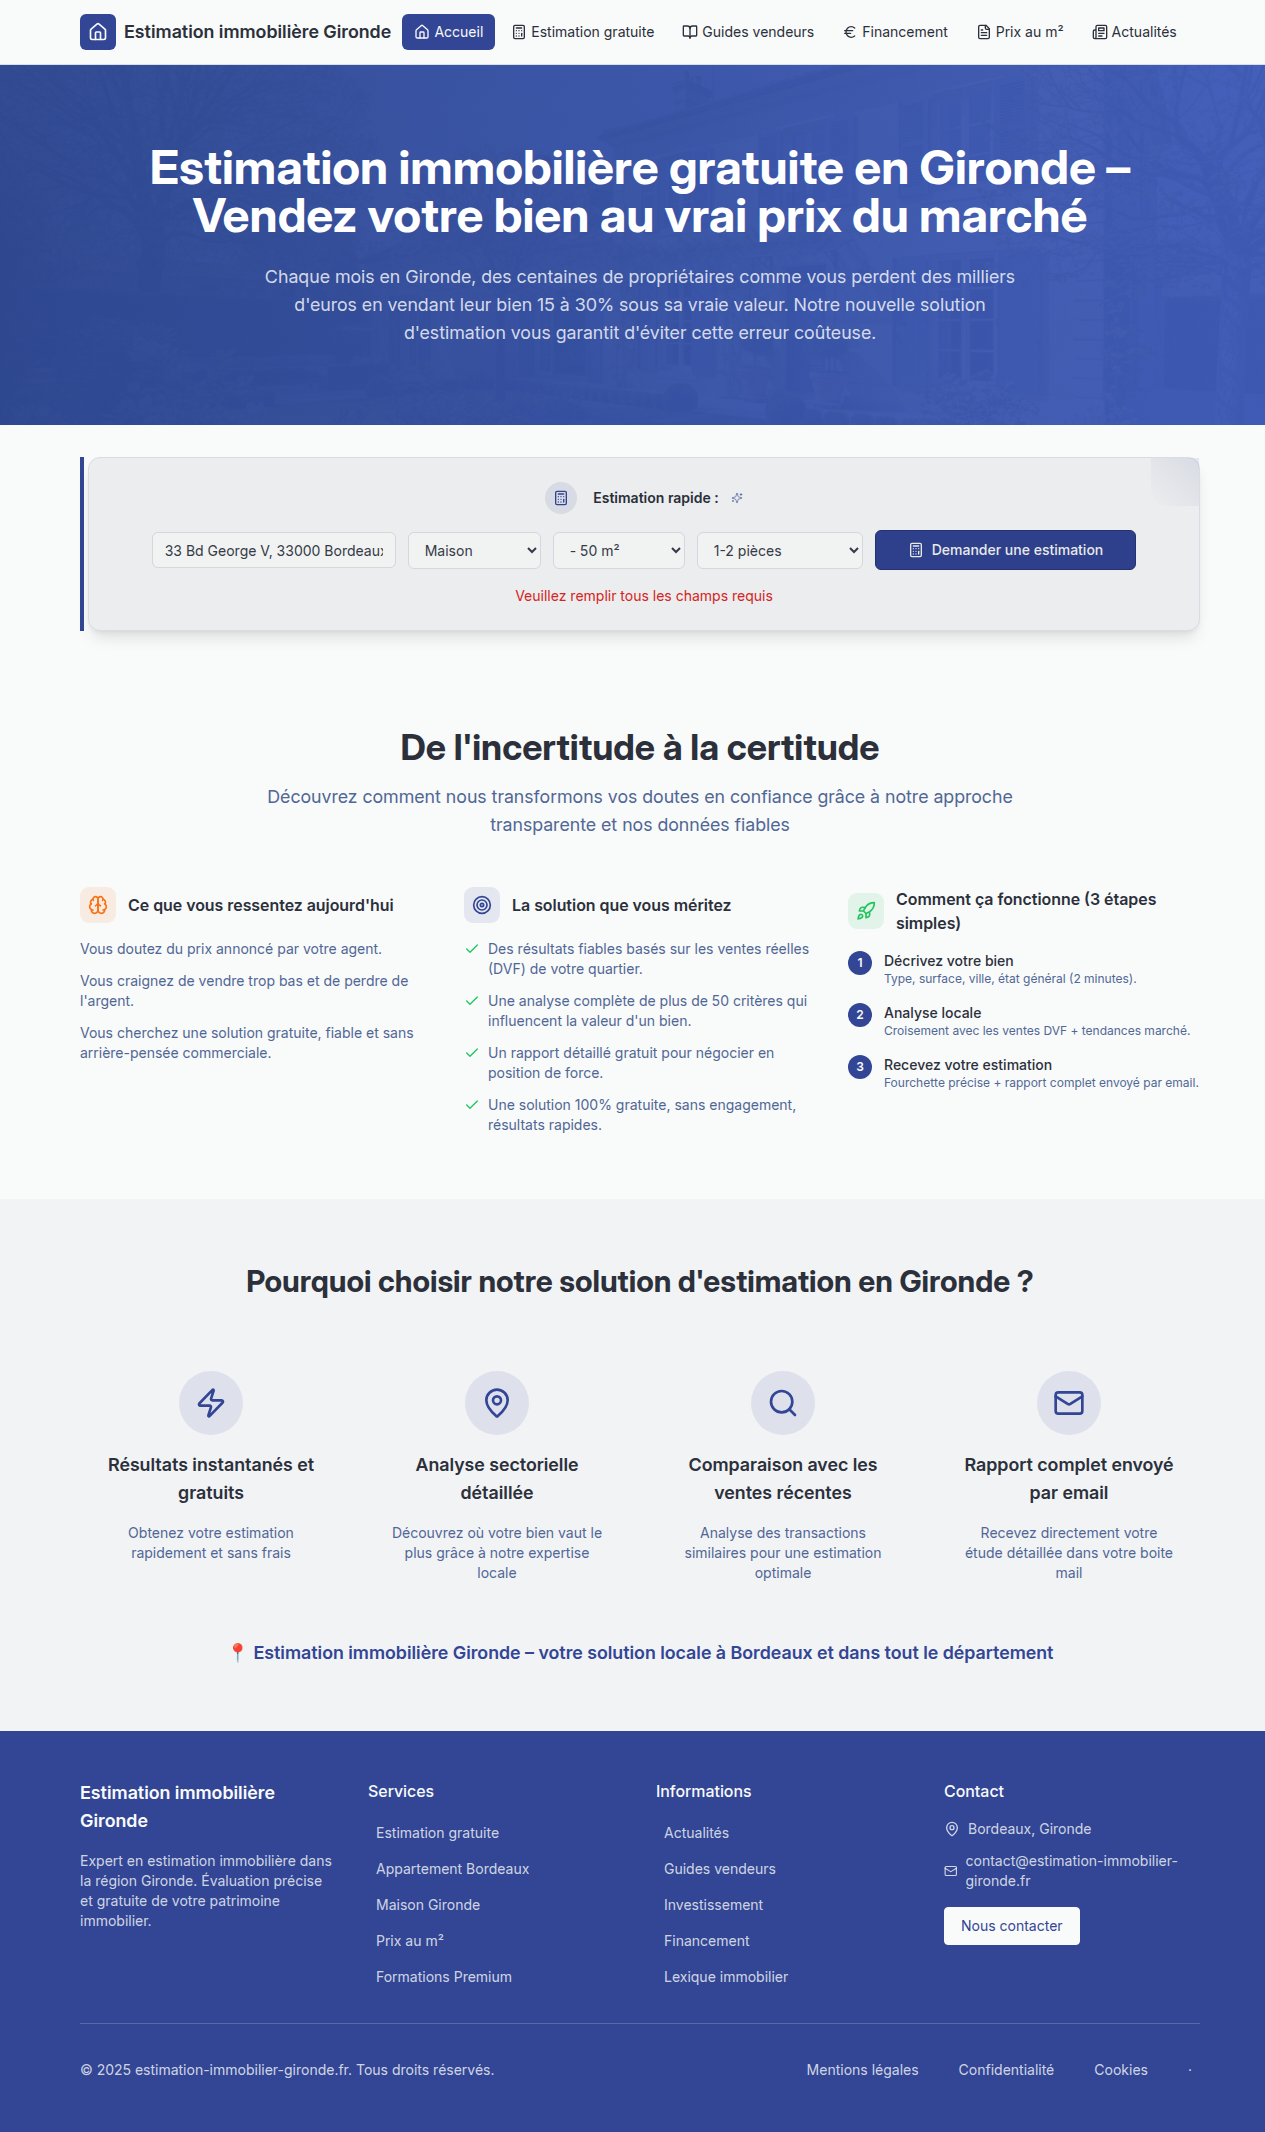 Estimation immobilière Gironde
Accueil
Estimation gratuite
Guides vendeurs
Financement
Prix au m²
Actualités
Estimation immobilière gratuite en Gironde –
Vendez votre bien au vrai prix du marché
Chaque mois en Gironde, des centaines de propriétaires comme vous perdent des milliers
d'euros en vendant leur bien 15 à 30% sous sa vraie valeur. Notre nouvelle solution
d'estimation vous garantit d'éviter cette erreur coûteuse.
Estimation rapide :
33 Bd George V, 33000 Bordeaux
Maison
- 50 m²
1-2 pièces
Demander une estimation
Veuillez remplir tous les champs requis
De l'incertitude à la certitude
Découvrez comment nous transformons vos doutes en confiance grâce à notre approche
transparente et nos données fiables
Ce que vous ressentez aujourd'hui
Vous doutez du prix annoncé par votre agent.
Vous craignez de vendre trop bas et de perdre de
l'argent.
Vous cherchez une solution gratuite, fiable et sans
arrière-pensée commerciale.
La solution que vous méritez
Des résultats fiables basés sur les ventes réelles
(DVF) de votre quartier.
Une analyse complète de plus de 50 critères qui
influencent la valeur d'un bien.
Un rapport détaillé gratuit pour négocier en
position de force.
Une solution 100% gratuite, sans engagement,
résultats rapides.
Comment ça fonctionne (3 étapes
simples)
1
Décrivez votre bien
Type, surface, ville, état général (2 minutes).
2
Analyse locale
Croisement avec les ventes DVF + tendances marché.
3
Recevez votre estimation
Fourchette précise + rapport complet envoyé par email.
Pourquoi choisir notre solution d'estimation en Gironde ?
Résultats instantanés et
gratuits
Obtenez votre estimation
rapidement et sans frais
Analyse sectorielle
détaillée
Découvrez où votre bien vaut le
plus grâce à notre expertise
locale
Comparaison avec les
ventes récentes
Analyse des transactions
similaires pour une estimation
optimale
Rapport complet envoyé
par email
Recevez directement votre
étude détaillée dans votre boite
mail
📍 Estimation immobilière Gironde – votre solution locale à Bordeaux et dans tout le département
Estimation immobilière
Gironde
Expert en estimation immobilière dans
la région Gironde. Évaluation précise
et gratuite de votre patrimoine
immobilier.
Services
Estimation gratuite
Appartement Bordeaux
Maison Gironde
Prix au m²
Formations Premium
Informations
Actualités
Guides vendeurs
Investissement
Financement
Lexique immobilier
Contact
Bordeaux, Gironde
contact@estimation-immobilier-
gironde.fr
Nous contacter
© 2025 estimation-immobilier-gironde.fr. Tous droits réservés.
Mentions légales
Confidentialité
Cookies
·